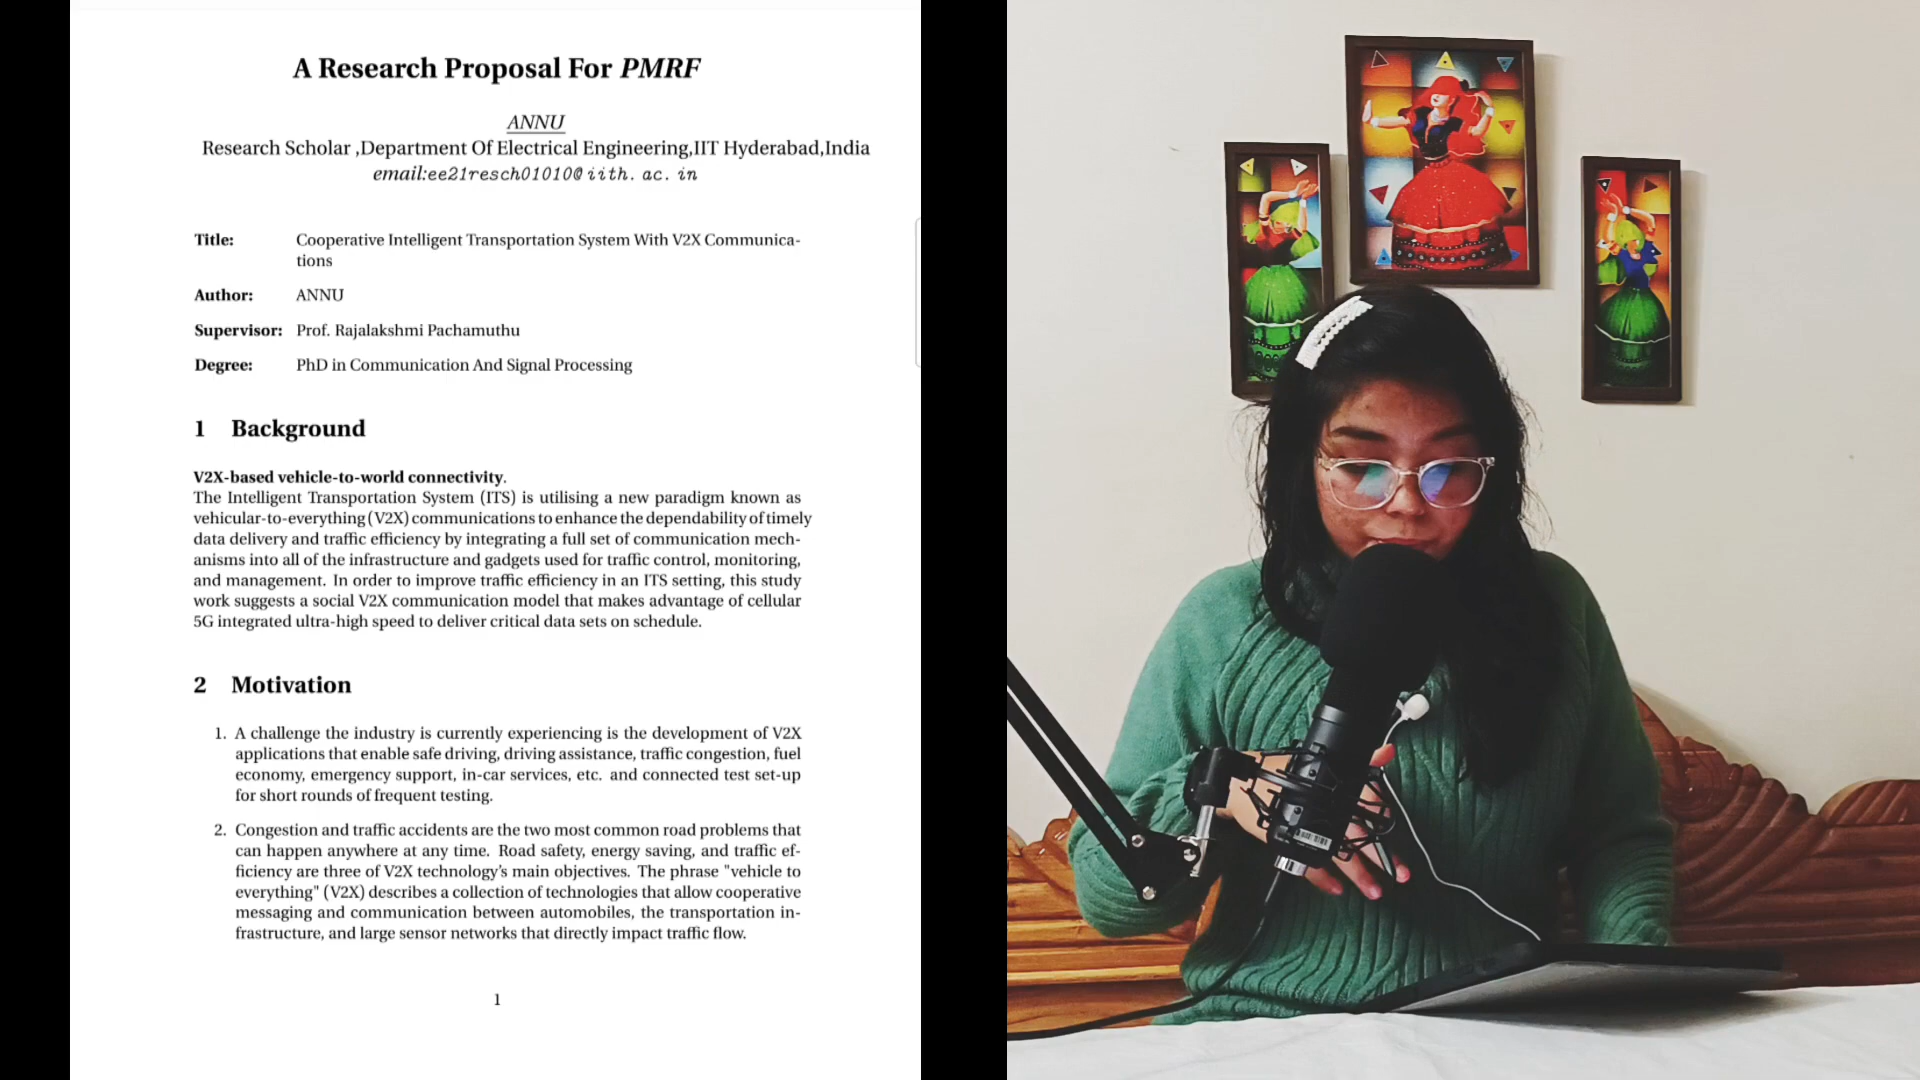 A Research Proposal For PMRF
ANNU
Research Scholar ,Department Of Electrical Engineering,IIT Hyderabad,India
email:ee21resch01010@iith. ac. in
Title: Cooperative Intelligent Transportation System With V2X Communica-
tions
Author: ANNU
Supervisor: Prof. Rajalakshmi Pachamuthu
Degree: PhD in Communication And Signal Processing
1 Background
V2X-based vehicle-to-world connectivity.
The Intelligent Transportation System (ITS) is utilising a new paradigm known as
vehicular-to-everything (V2X) communications to enhance the dependability of timely
data delivery and traffic efficiency by integrating a full set of communication mech-
anisms into all of the infrastructure and gadgets used for traffic control, monitoring,
and management. In order to improve traffic efficiency in an ITS setting, this study
work suggests a social V2X communication model that makes advantage of cellular
5G integrated ultra-high speed to deliver critical data sets on schedule.
2 Motivation
1. A challenge the industry is currently experiencing is the development of V2X
applications that enable safe driving, driving assistance, traffic congestion, fuel
economy, emergency support, in-car services, etc. and connected test set-up
for short rounds of frequent testing.
2. Congestion and traffic accidents are the two most common road problems that
can happen anywhere at any time. Road safety, energy saving, and traffic ef-
ficiency are three of V2X technology's main objectives. The phrase "vehicle to
everything" (V2X) describes a collection of technologies that allow cooperative
messaging and communication between automobiles, the transportation in-
frastructure, and large sensor networks that directly impact traffic flow.
1